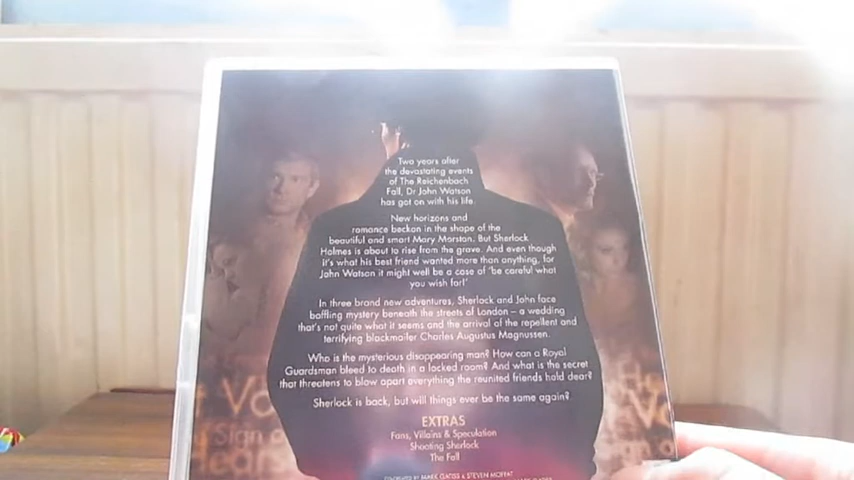 Two years after
the devastating events
of The Reichenbach
Fall, Dr John Watson
has got on with his life.
New horizons and
romance beckon in the shape of the
beautiful and smart Mary Morstan. But Sherlock
Holmes is about to rise from the grave. And even though
it's what his best friend wanted more than anything, for
John Watson it might well be a case of 'be careful what
you wish for!'
In three brand new adventures, Sherlock and John face
baffling mystery beneath the streets of London – a wedding
that's not quite what it seems and the arrival of the repellent and
terrifying blackmailer Charles Augustus Magnussen.
Who is the mysterious disappearing man? How can a Royal
Guardsman bleed to death in a locked room? And what is the secret
that threatens to blow apart everything the reunited friends hold dear?
Sherlock is back, but will things ever be the same again?
EXTRAS
Fans, Villains & Speculation
Shooting Sherlock
The Fall
MARK GATISS & STEVEN MOFFAT